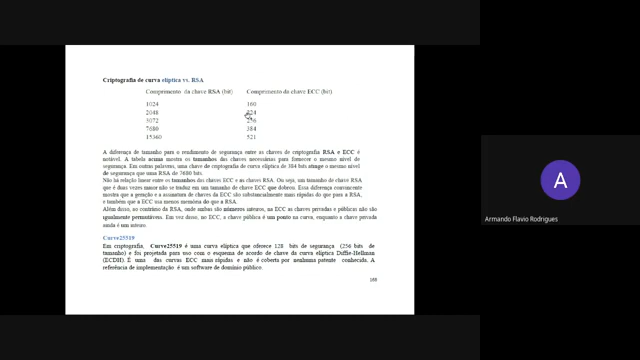 Criptografia de curva elíptica vs. RSA
Comprimento da chave RSA (bit) Comprimento da chave ECC (bit)
1024 160
2048 224
3072 256
7680 384
15360 521
A diferença de tamanho para o rendimento de segurança entre as chaves de criptografia RSA e ECC é
notável. A tabela acima mostra os tamanhos das chaves necessárias para fornecer o mesmo nível de
segurança. Em outras palavras, uma chave de criptografia de curva elíptica de 384 bits atinge o mesmo nível
de segurança que uma RSA de 7680 bits.
Não há relação linear entre os tamanhos das chaves ECC e as chaves RSA. Ou seja, um tamanho de chave RSA
que é duas vezes maior não se traduz em um tamanho de chave ECC que dobrou. Essa diferença
mostra que a geração e a assinatura de chaves ECC são substancialmente mais rápidas do que para a RSA,
e também que a ECC usa menos memória do que a RSA.
Além disso, ao contrário da RSA, onde ambas são números inteiros, na ECC as chaves privadas e públicas não são
igualmente permutáveis. Em vez disso, no ECC, a chave pública é um ponto na curva, enquanto a chave privada
ainda é um inteiro.
Curve25519
Em criptografia, Curve25519 é uma curva elíptica que oferece 128 bits de segurança (256 bits de
tamanho) e foi projetada para uso com o esquema de acordo de chave da curva elíptica Diffie-Hellman
(ECDH). É uma das curvas ECC mais rápidas e não é coberta por nenhuma patente conhecida. A
referência de implementação é um software de domínio público.
188
A
Armando Flavio Rodrigues